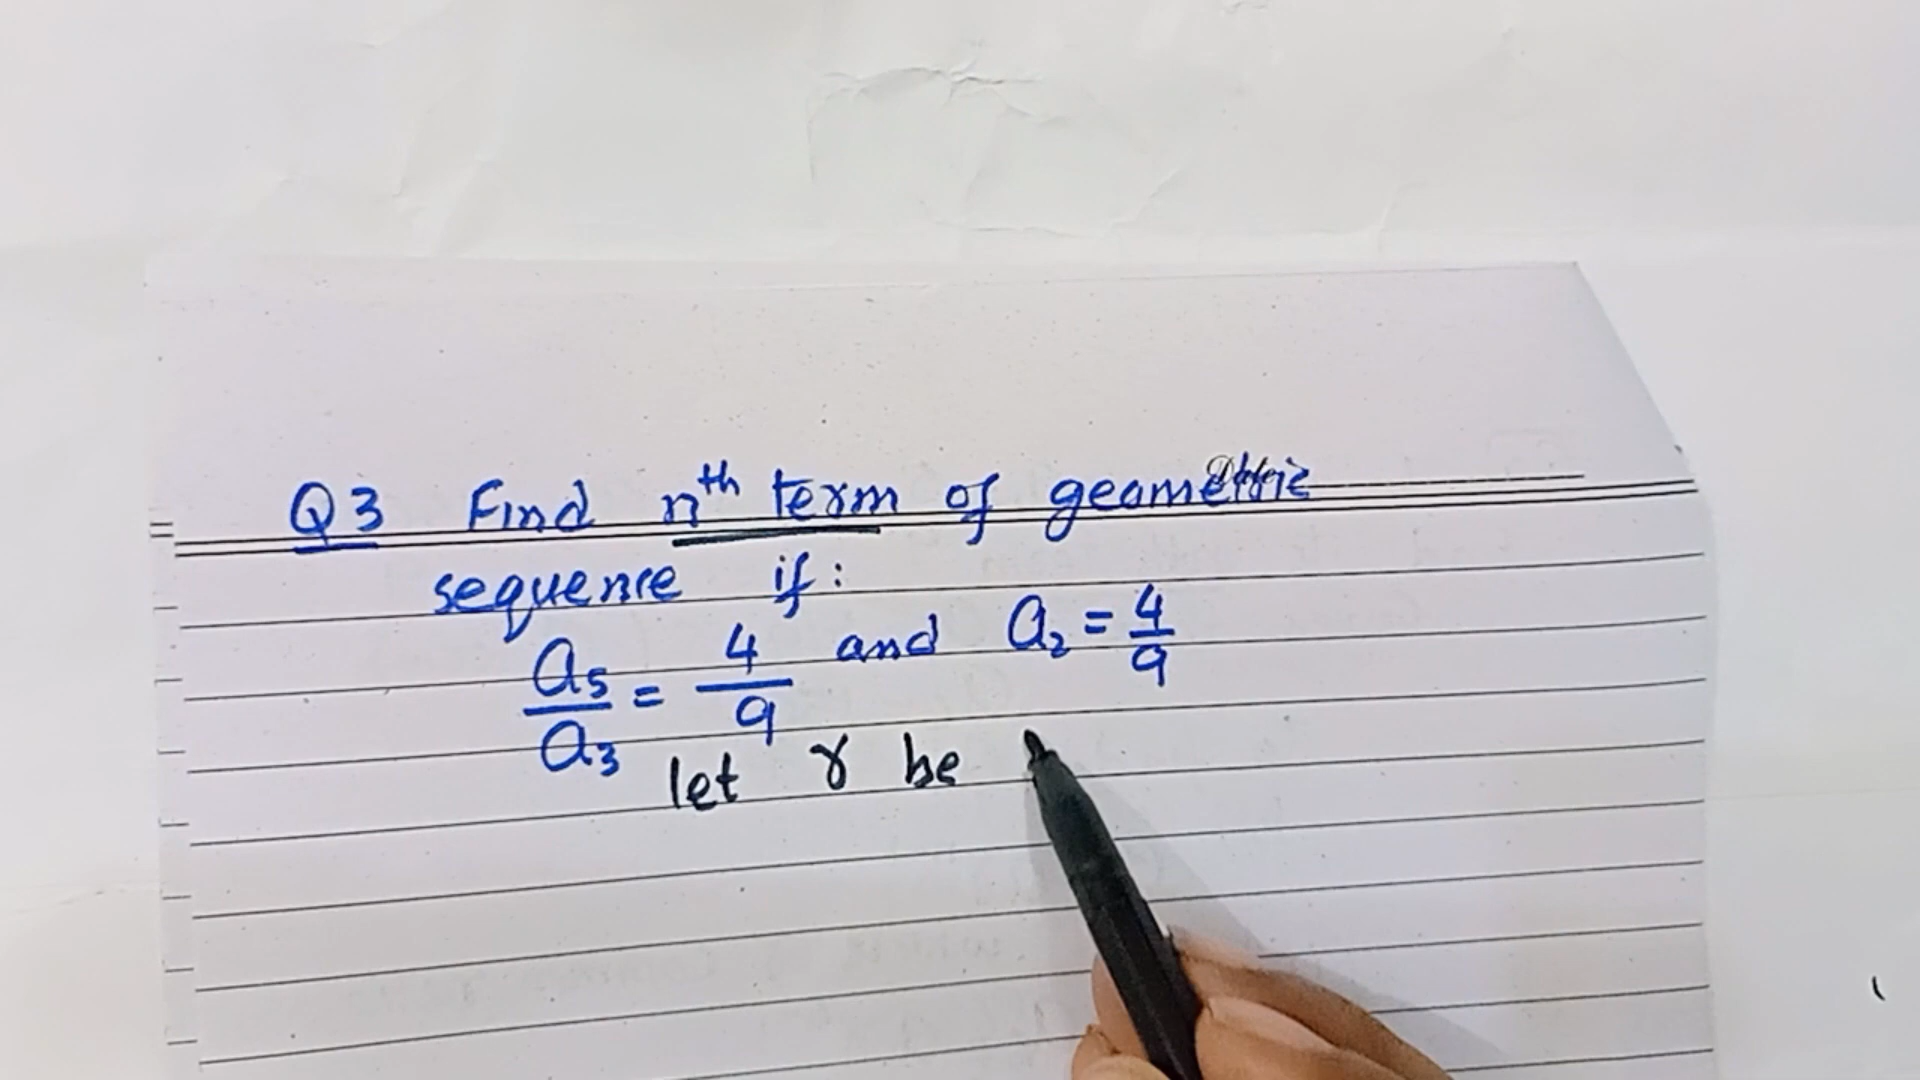 Q3 Find nth term of geometric
sequence if:
a5/a3 = 4/9 and a2 = 4/9
let r be